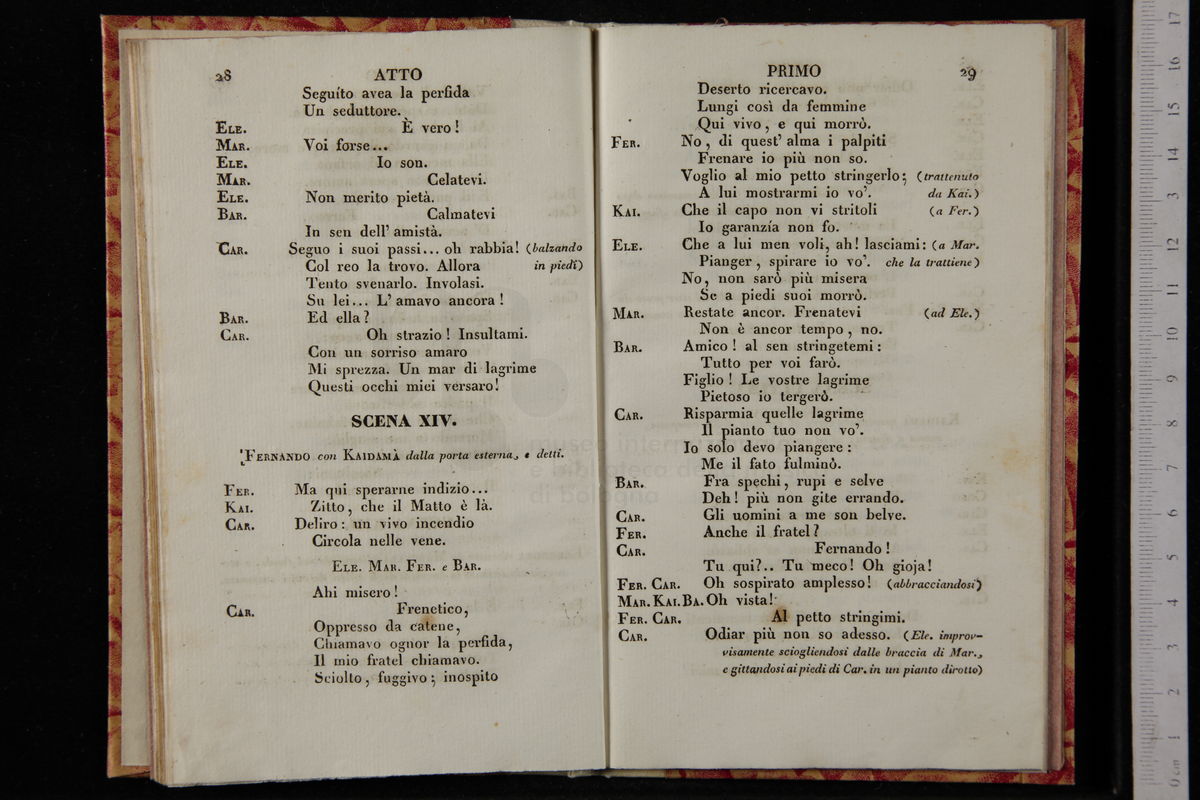 28 ATTO
Seguíto avea la perfida
Un seduttore.
ELE. È vero!
MAR. Voi forse...
ELE. Io son.
MAR. Celatevi.
ELE. Non merito pietà.
BAR. Calmatevi
In sen dell' amistà.
CAR. Seguo i suoi passi... oh rabbia! (balzando
Col reo la trovo. Allora in piedi)
Tento svenarlo. Involasi.
Su lei... L' amavo ancora!
BAR. Ed ella?
CAR. Oh strazio! Insultami.
Con un sorriso amaro
Mi sprezza. Un mar di lagrime
Questi occhi miei versaro!
SCENA XIV.
FERNANDO con KAIDAMÀ dalla porta esterna, e detti.
FER. Ma qui sperarne indizio...
KAI. Zitto, che il Matto è là.
CAR. Deliro: un vivo incendio
Circola nelle vene.
ELE. MAR. FER. e BAR.
Ahi misero!
CAR. Frenetico,
Oppresso da catene,
Chiamavo ognor la perfida,
Il mio fratel chiamavo.
Sciolto, fuggivo; inospito
PRIMO 29
Deserto ricercavo.
Lungi così da femmine
Qui vivo, e qui morrò.
FER. No, di quest' alma i palpiti
Frenare io più non so.
Voglio al mio petto stringerlo; (trattenuto
A lui mostrarmi io vo'. da Kai.)
KAI. Che il capo non vi stritoli (a Fer.)
Io garanzía non fo.
ELE. Che a lui men voli, ah! lasciami: (a Mar.
Pianger, spirare io vo'. che la trattiene)
No, non sarò più misera
Se a piedi suoi morrò.
MAR. Restate ancor. Frenatevi (ad Ele.)
Non è ancor tempo, no.
BAR. Amico! al sen stringetemi:
Tutto per voi farò.
Figlio! Le vostre lagrime
Pietoso io tergerò.
CAR. Risparmia quelle lagrime
Il pianto tuo non vo'.
Io solo devo piangere:
Me il fato fulminò.
BAR. Fra spechi, rupi e selve
Deh! più non gite errando.
CAR. Gli uomini a me son belve.
FER. Anche il fratel?
CAR. Fernando!
Tu qui?.. Tu meco! Oh gioja!
FER. CAR. Oh sospirato amplesso! (abbracciandosi)
MAR. KAI. BA. Oh vista!
FER. CAR. Al petto stringimi.
CAR. Odiar più non so adesso. (Ele. improv-
visamente sciogliendosi dalle braccia di Mar.,
e gittandosi ai piedi di Car. in un pianto dirotto)